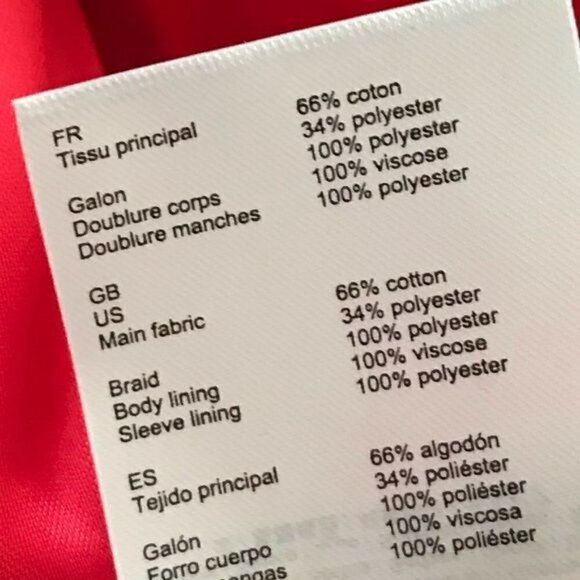 FR
Tissu principal 66% coton
34% polyester
Galon 100% polyester
Doublure corps 100% viscose
Doublure manches 100% polyester
GB
US
Main fabric 66% cotton
34% polyester
Braid 100% polyester
Body lining 100% viscose
Sleeve lining 100% polyester
ES
Tejido principal 66% algodón
34% poliéster
Galón 100% poliéster
Forro cuerpo 100% viscosa
100% poliéster